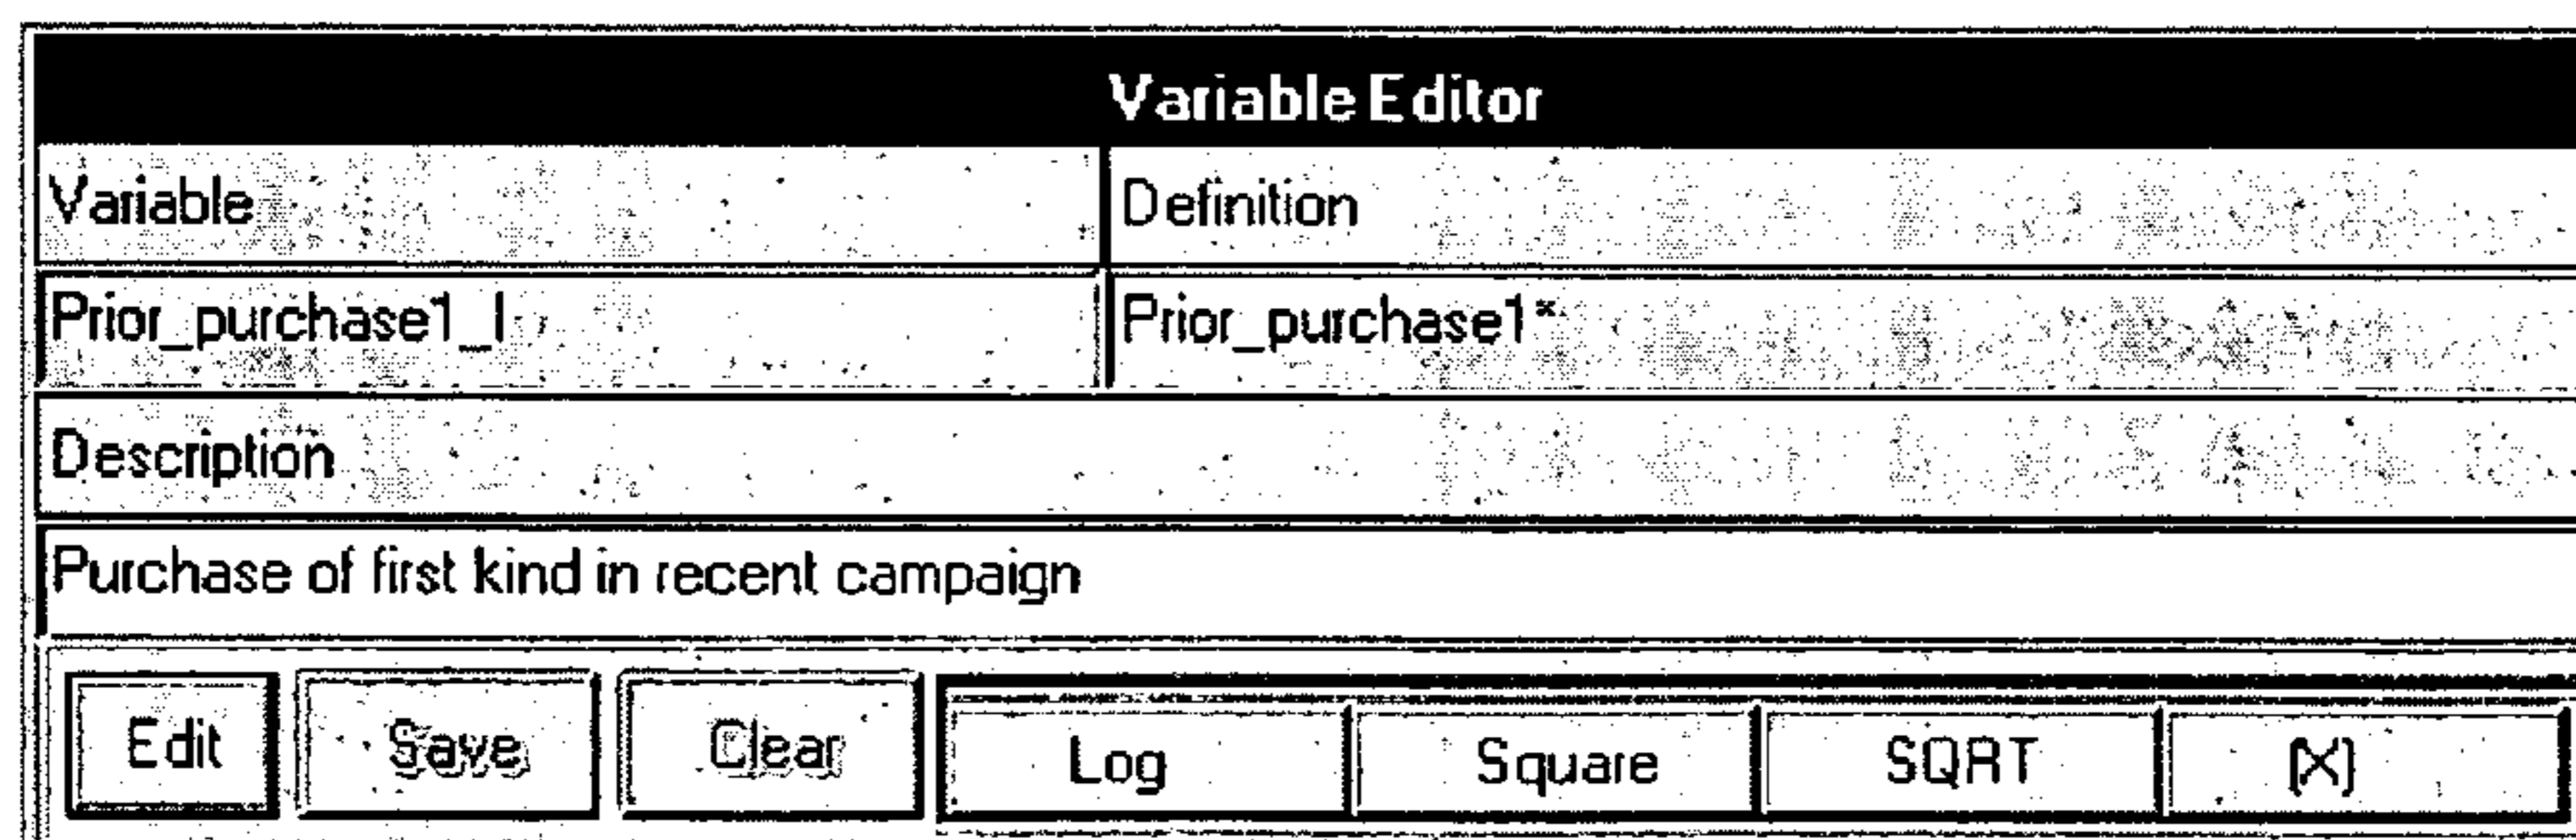 Variable Editor
Variable Definition
Prior_purchase1_I Prior_purchase1*
Description
Purchase of first kind in recent campaign
Edit Save Clear Log Square SQRT (X)